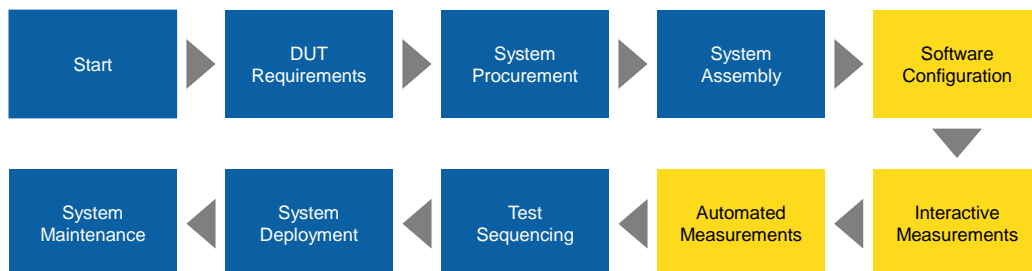 Start
DUT
Requirements
System
Procurement
System
Assembly
Software
Configuration
System
Maintenance
System
Deployment
Test
Sequencing
Automated
Measurements
Interactive
Measurements